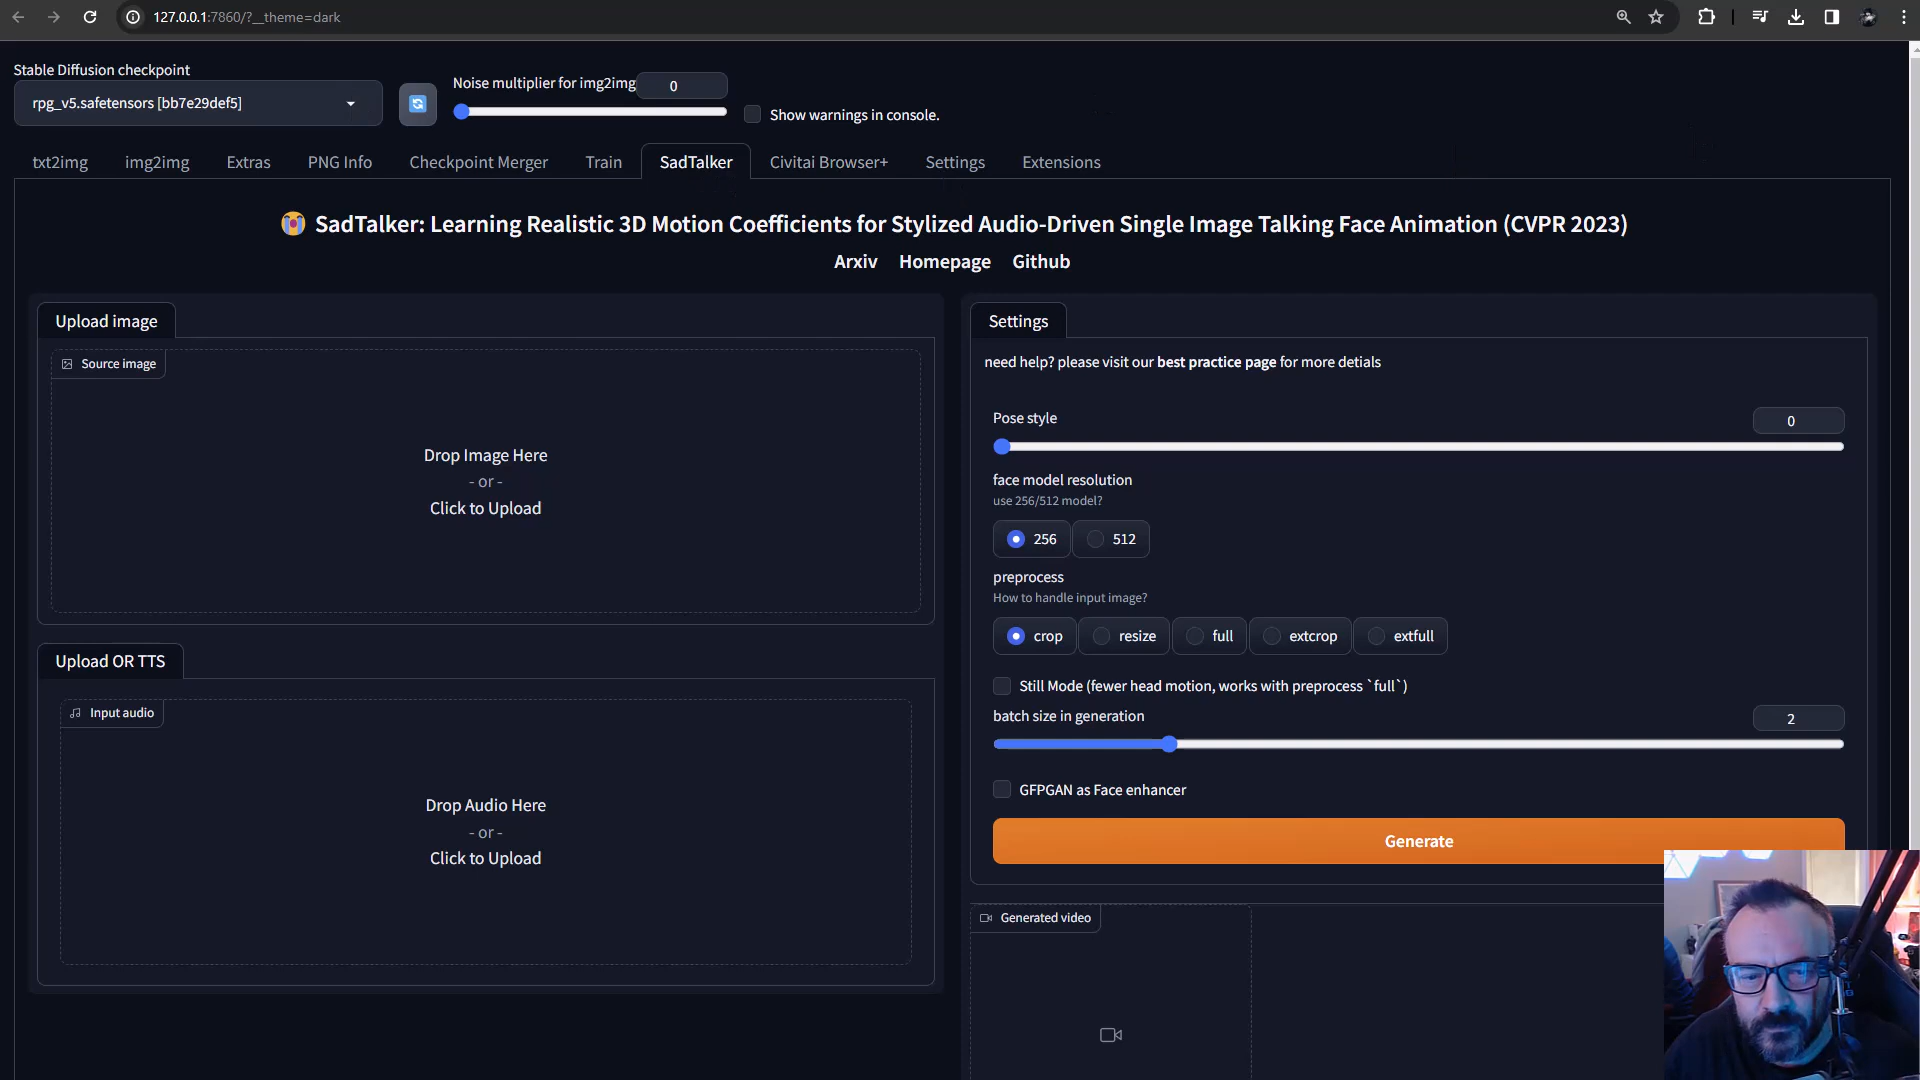 127.0.0.1:7860/?__theme=dark
Stable Diffusion checkpoint
rpg_v5.safetensors [bb7e29def5]
Noise multiplier for img2img
0
Show warnings in console.
txt2img
img2img
Extras
PNG Info
Checkpoint Merger
Train
SadTalker
Civitai Browser+
Settings
Extensions
SadTalker: Learning Realistic 3D Motion Coefficients for Stylized Audio-Driven Single Image Talking Face Animation (CVPR 2023)
Arxiv Homepage Github
Upload image
Source image
Drop Image Here
- or -
Click to Upload
Upload OR TTS
Input audio
Drop Audio Here
- or -
Click to Upload
Settings
need help? please visit our best practice page for more detials
Pose style
0
face model resolution
use 256/512 model?
256
512
preprocess
How to handle input image?
crop
resize
full
extcrop
extfull
Still Mode (fewer head motion, works with preprocess `full`)
batch size in generation
2
GFPGAN as Face enhancer
Generate
Generated video